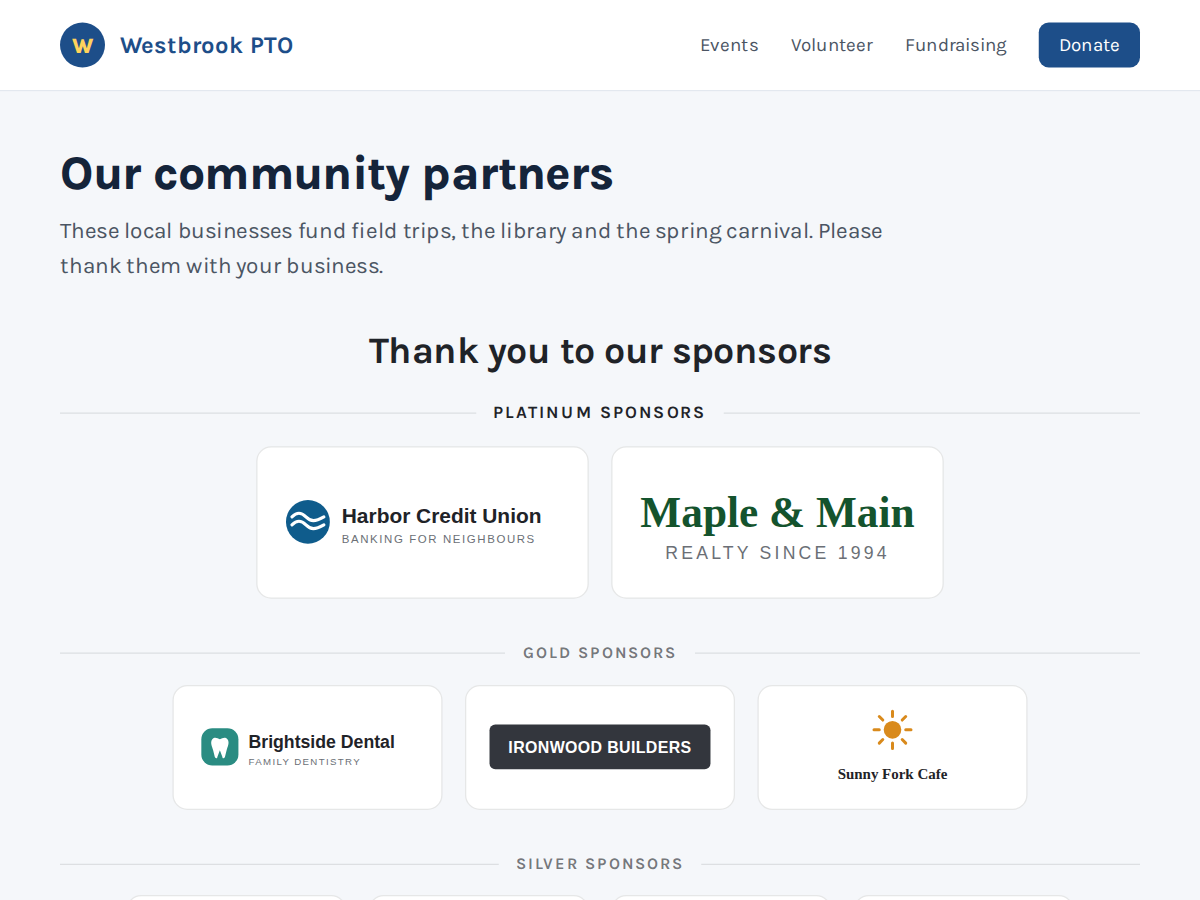 W
Westbrook PTO
Events
Volunteer
Fundraising
Donate
Our community partners
These local businesses fund field trips, the library and the spring carnival. Please
thank them with your business.
Thank you to our sponsors
PLATINUM SPONSORS
Harbor Credit Union
BANKING FOR NEIGHBOURS
Maple & Main
REALTY SINCE 1994
GOLD SPONSORS
Brightside Dental
FAMILY DENTISTRY
IRONWOOD BUILDERS
Sunny Fork Cafe
SILVER SPONSORS